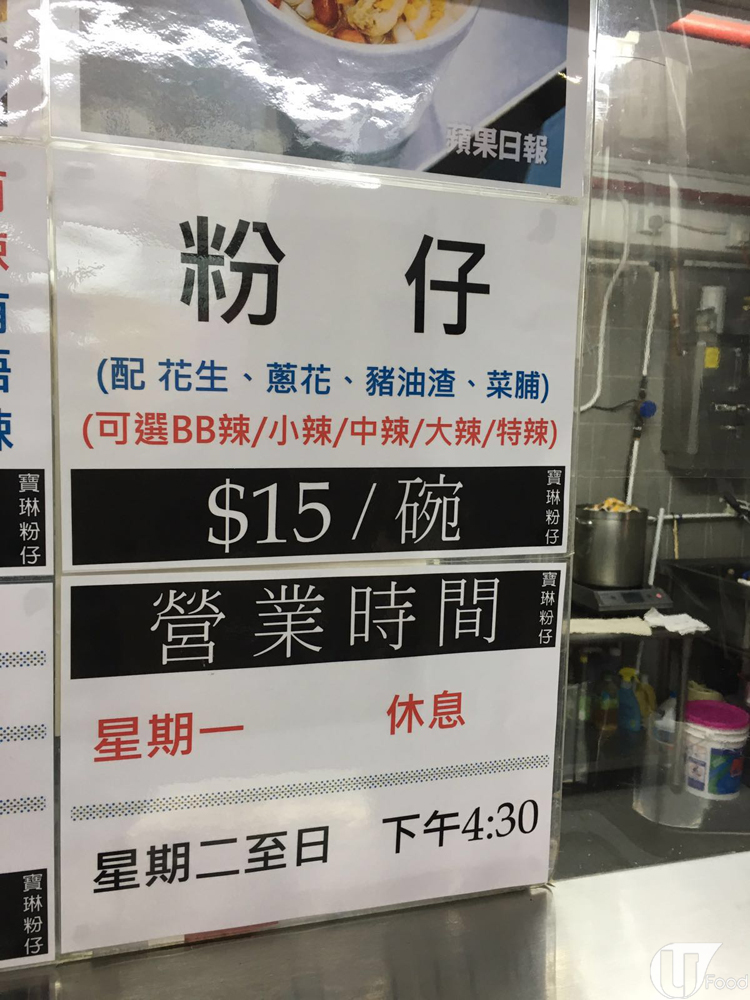 蘋果日報
粉仔
(配 花生、蔥花、豬油渣、菜脯)
(可選BB辣/小辣/中辣/大辣/特辣)
$15 / 碗
寶琳粉仔
寶琳粉仔
營業時間
寶琳粉仔
星期一 休息
星期二至日 下午4:30
寶琳粉仔
U Food